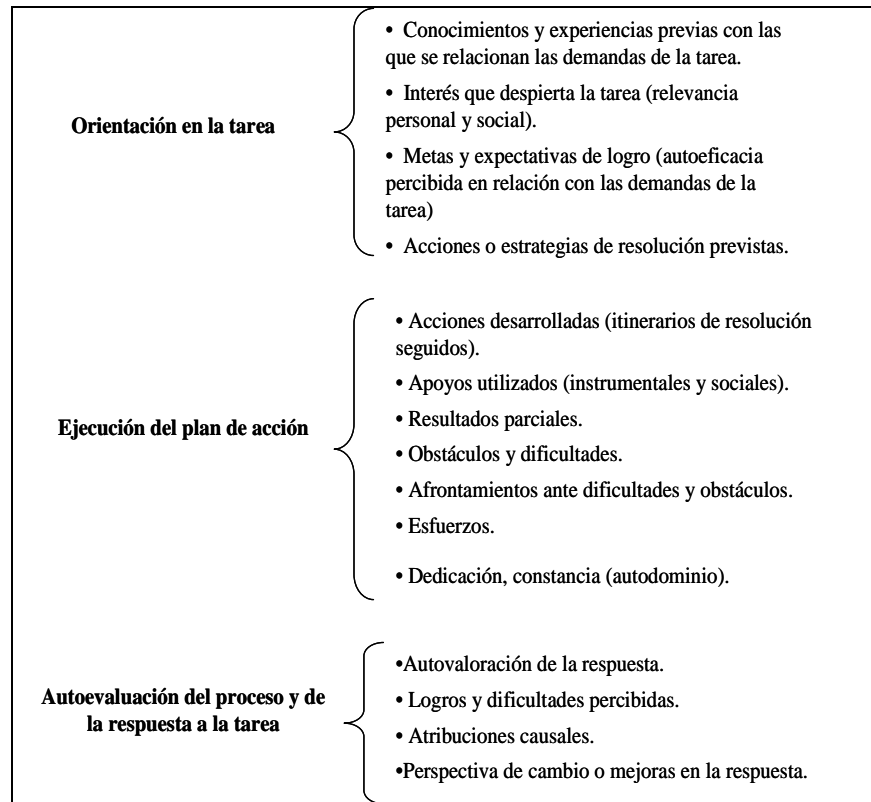 Orientación en la tarea
• Conocimientos y experiencias previas con las
que se relacionan las demandas de la tarea.
• Interés que despierta la tarea (relevancia
personal y social).
• Metas y expectativas de logro (autoeficacia
percibida en relación con las demandas de la
tarea)
• Acciones o estrategias de resolución previstas.
Ejecución del plan de acción
• Acciones desarrolladas (itinerarios de resolución
seguidos).
• Apoyos utilizados (instrumentales y sociales).
• Resultados parciales.
• Obstáculos y dificultades.
• Afrontamientos ante dificultades y obstáculos.
• Esfuerzos.
• Dedicación, constancia (autodominio).
Autoevaluación del proceso y de
la respuesta a la tarea
•Autovaloración de la respuesta.
• Logros y dificultades percibidas.
• Atribuciones causales.
•Perspectiva de cambio o mejoras en la respuesta.